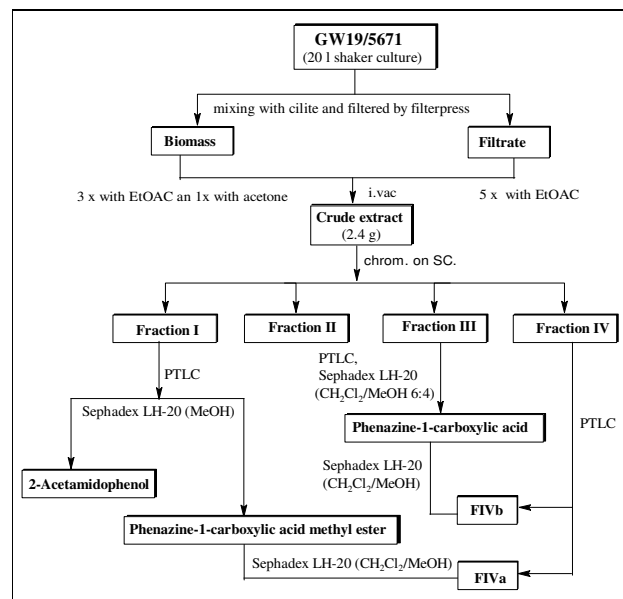 GW19/5671
(20 l shaker culture)
mixing with cilite and filtered by filterpress
Biomass
Filtrate
3 x with EtOAC an 1x with acetone
i.vac
5 x with EtOAC
Crude extract
(2.4 g)
chrom. on SC.
Fraction I
Fraction II
Fraction III
Fraction IV
PTLC
PTLC,
Sephadex LH-20
(CH₂Cl₂/MeOH 6:4)
Sephadex LH-20 (MeOH)
Phenazine-1-carboxylic acid
PTLC
2-Acetamidophenol
Sephadex LH-20
(CH₂Cl₂/MeOH)
FIVb
Phenazine-1-carboxylic acid methyl ester
Sephadex LH-20 (CH₂Cl₂/MeOH)
FIVa